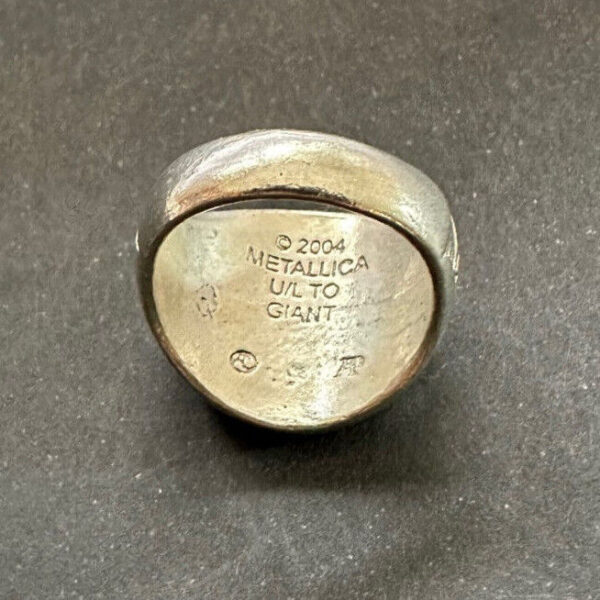 © 2004
METALLICA
U/L TO
GIANT